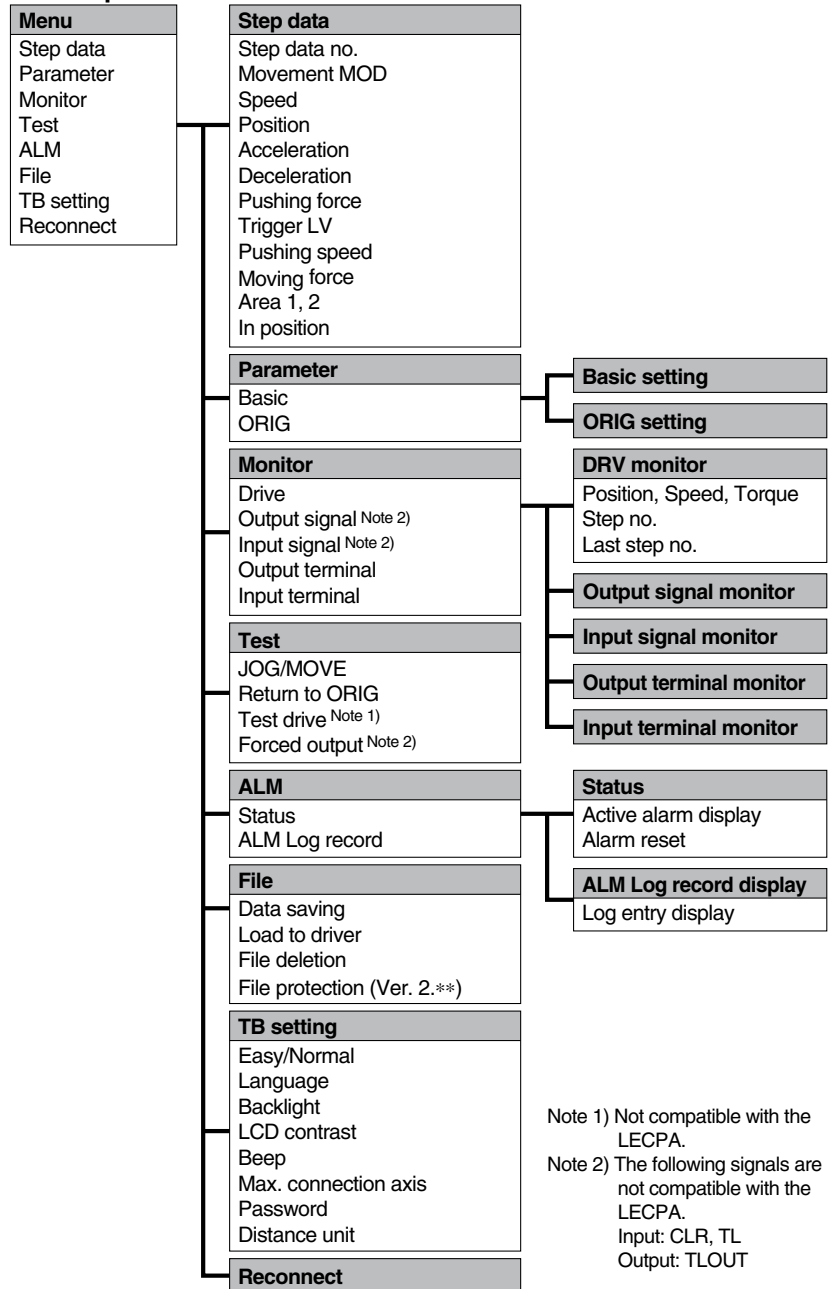 Menu
Step data
Parameter
Monitor
Test
ALM
File
TB setting
Reconnect
Step data
Step data no.
Movement MOD
Speed
Position
Acceleration
Deceleration
Pushing force
Trigger LV
Pushing speed
Moving force
Area 1, 2
In position
Parameter
Basic
ORIG
Basic setting
ORIG setting
Monitor
Drive
Output signal Note 2)
Input signal Note 2)
Output terminal
Input terminal
DRV monitor
Position, Speed, Torque
Step no.
Last step no.
Output signal monitor
Input signal monitor
Output terminal monitor
Input terminal monitor
Test
JOG/MOVE
Return to ORIG
Test drive Note 1)
Forced output Note 2)
ALM
Status
ALM Log record
Status
Active alarm display
Alarm reset
ALM Log record display
Log entry display
File
Data saving
Load to driver
File deletion
File protection (Ver. 2.**)
TB setting
Easy/Normal
Language
Backlight
LCD contrast
Beep
Max. connection axis
Password
Distance unit
Reconnect
Note 1) Not compatible with the
LECPA.
Note 2) The following signals are
not compatible with the
LECPA.
Input: CLR, TL
Output: TLOUT